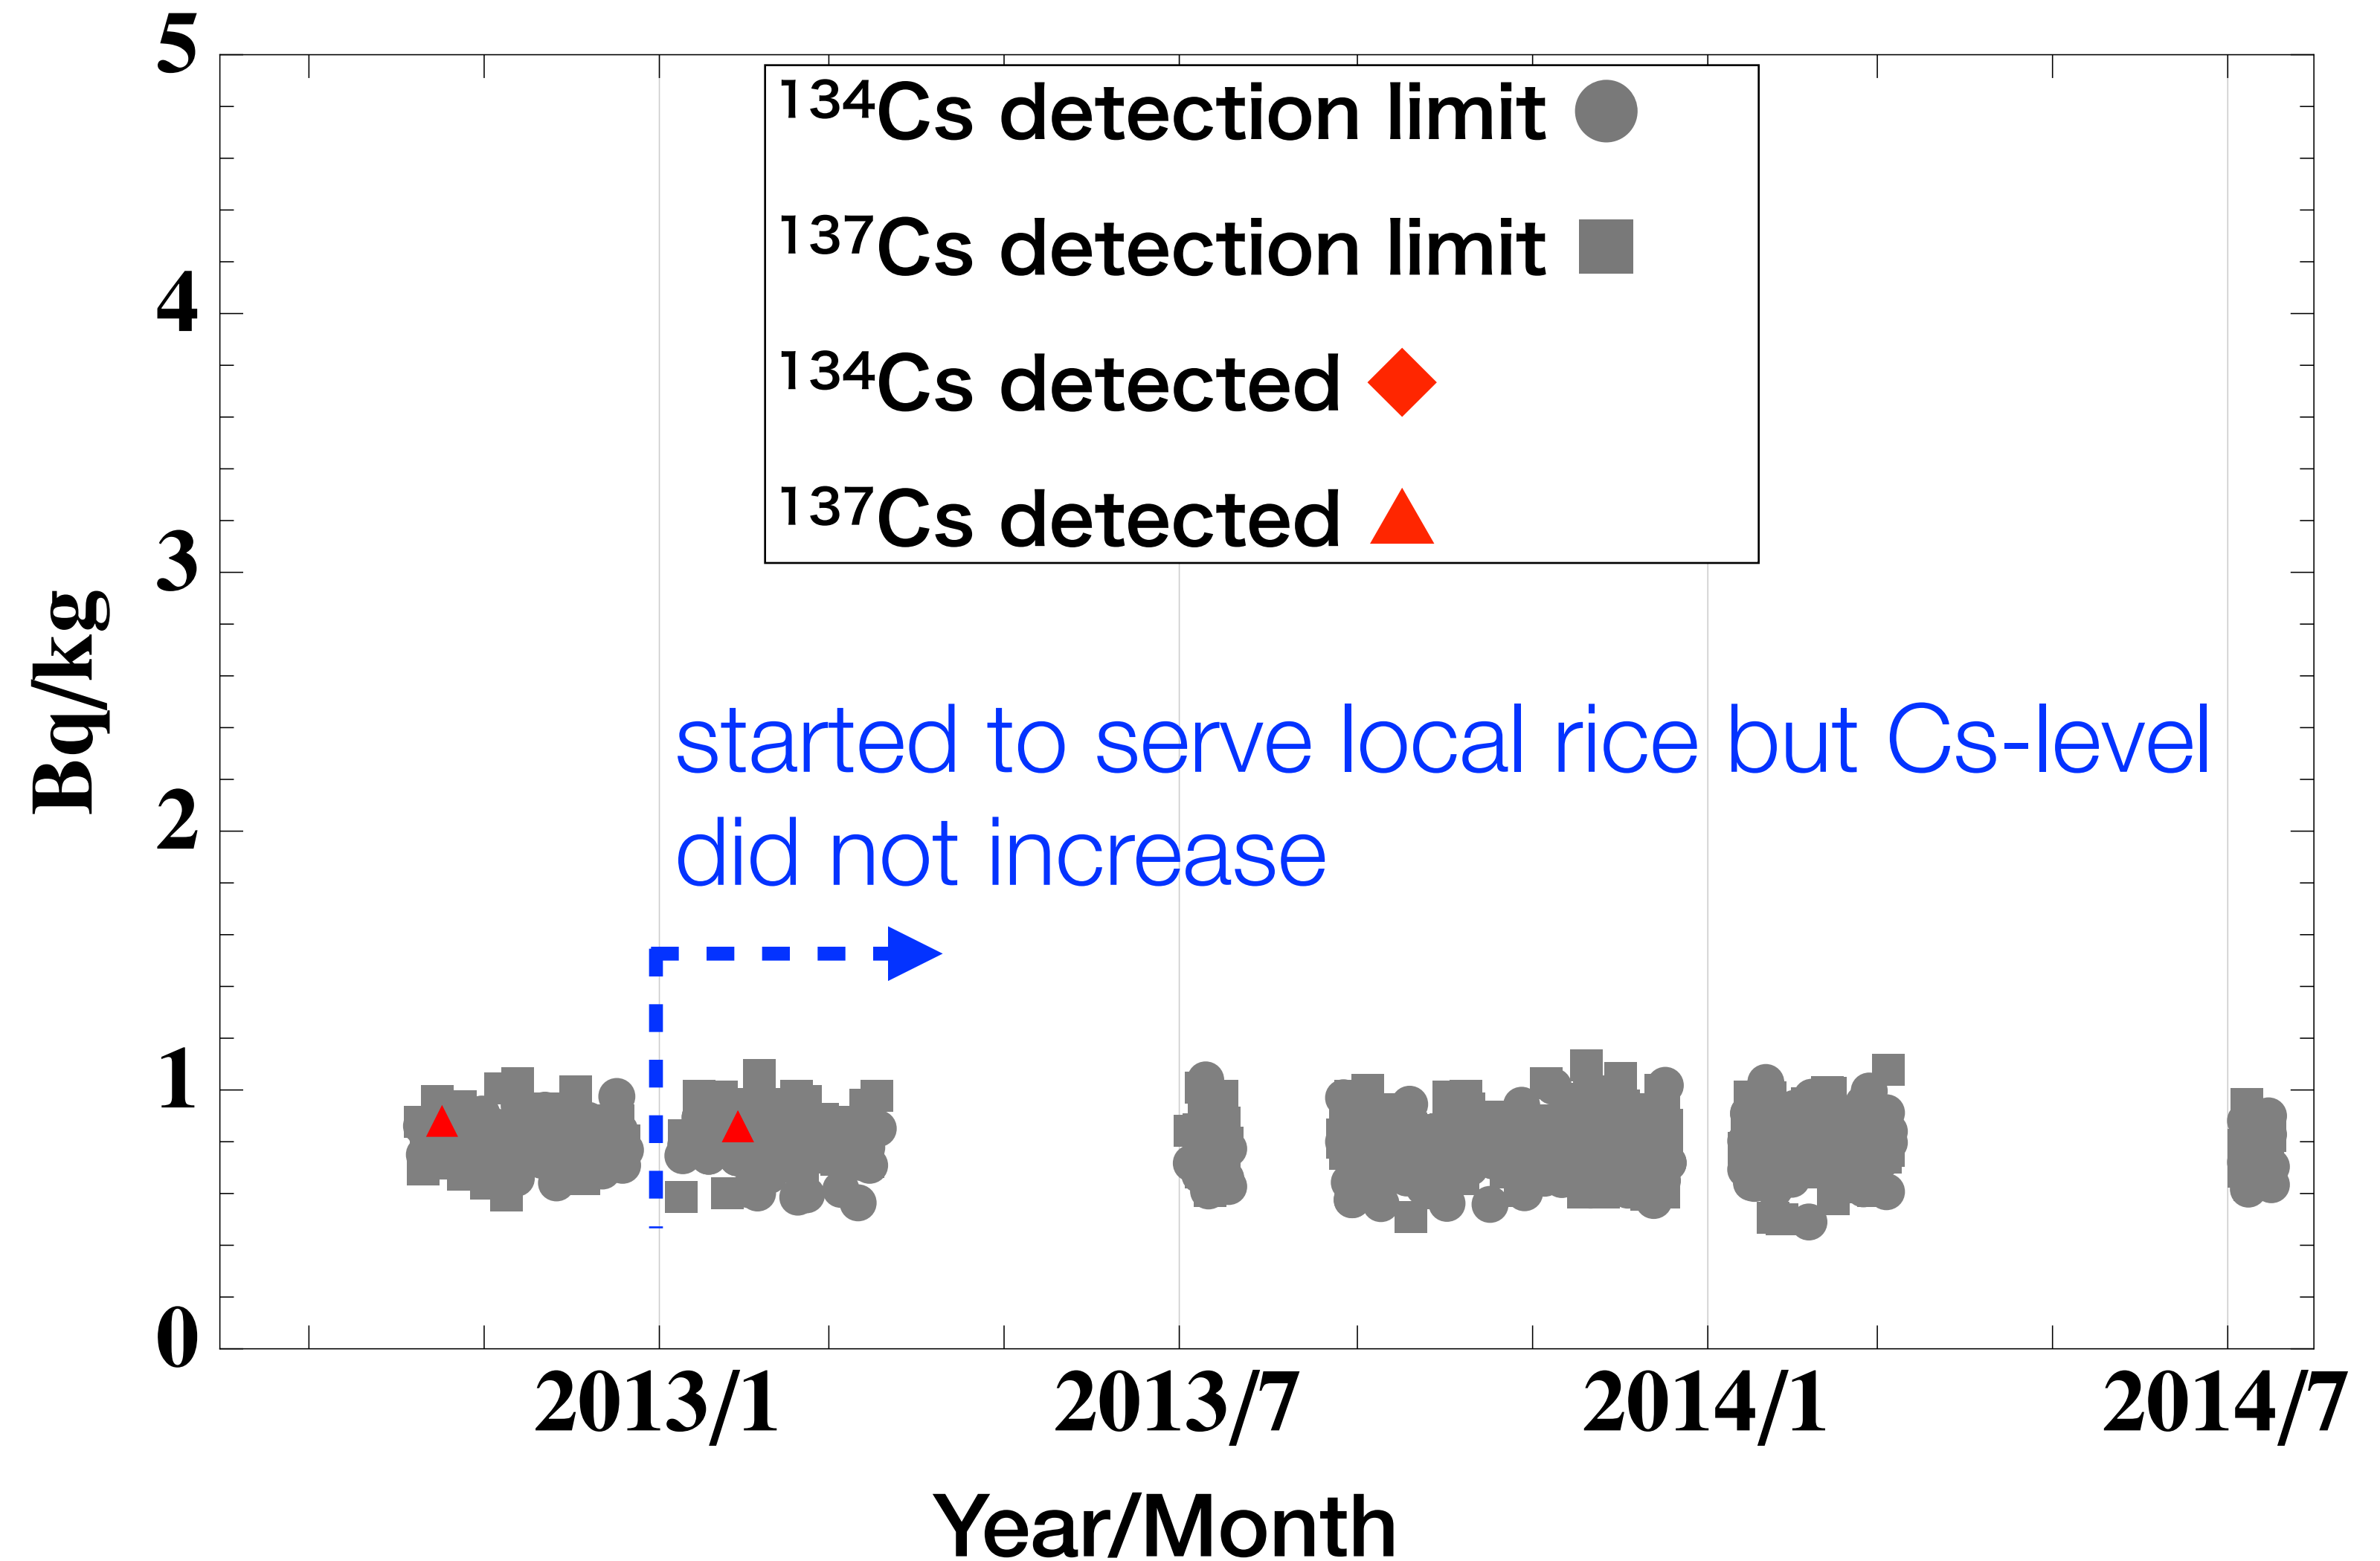 5
4
3
2
1
0
Bq/kg
¹³⁴Cs detection limit
¹³⁷Cs detection limit
¹³⁴Cs detected
¹³⁷Cs detected
started to serve local rice but Cs-level
did not increase
2013/1 2013/7 2014/1 2014/7
Year/Month